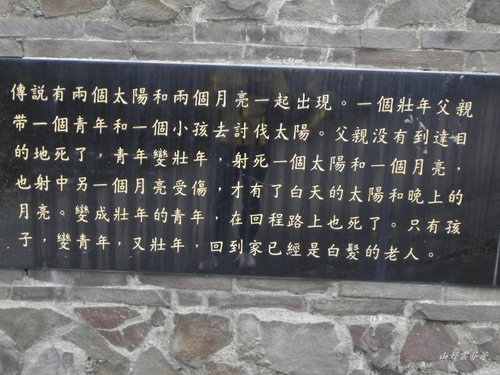 傳說有兩個太陽和兩個月亮一起出現。一個壯年父親
帶一個青年和一個小孩去討伐太陽。父親没有到達目
的地死了，青年變壯年，射死一個太陽和一個月亮，
也射中另一個月亮受傷，才有了白天的太陽和晚上的
月亮。變成壯年的青年，在回程路上也死了。只有孩
子，變青年，又壯年，回到家已經是白髮的老人。
山好雲芬芳